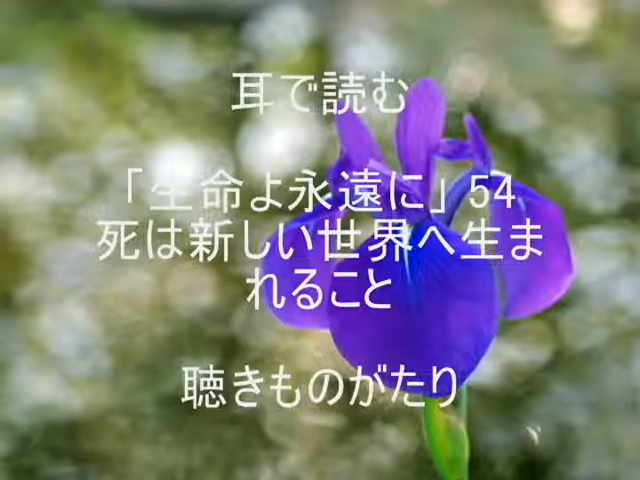 耳で読む
「生命よ永遠に」54
死は新しい世界へ生ま
れること
聴きものがたり